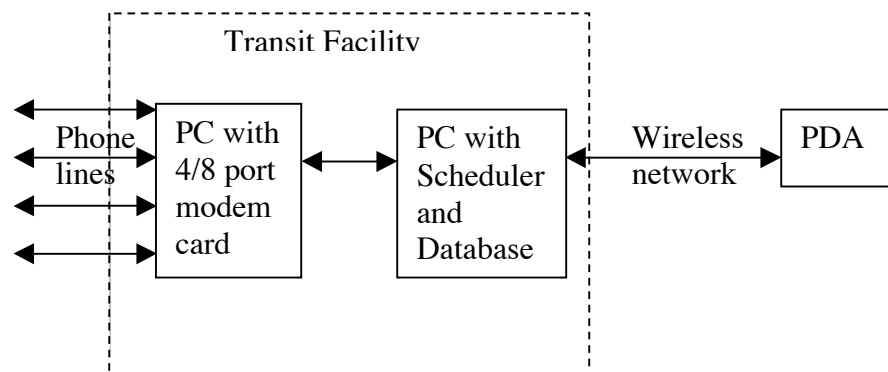 Transit Facility
Phone
lines
PC with
4/8 port
modem
card
PC with
Scheduler
and
Database
Wireless
network
PDA